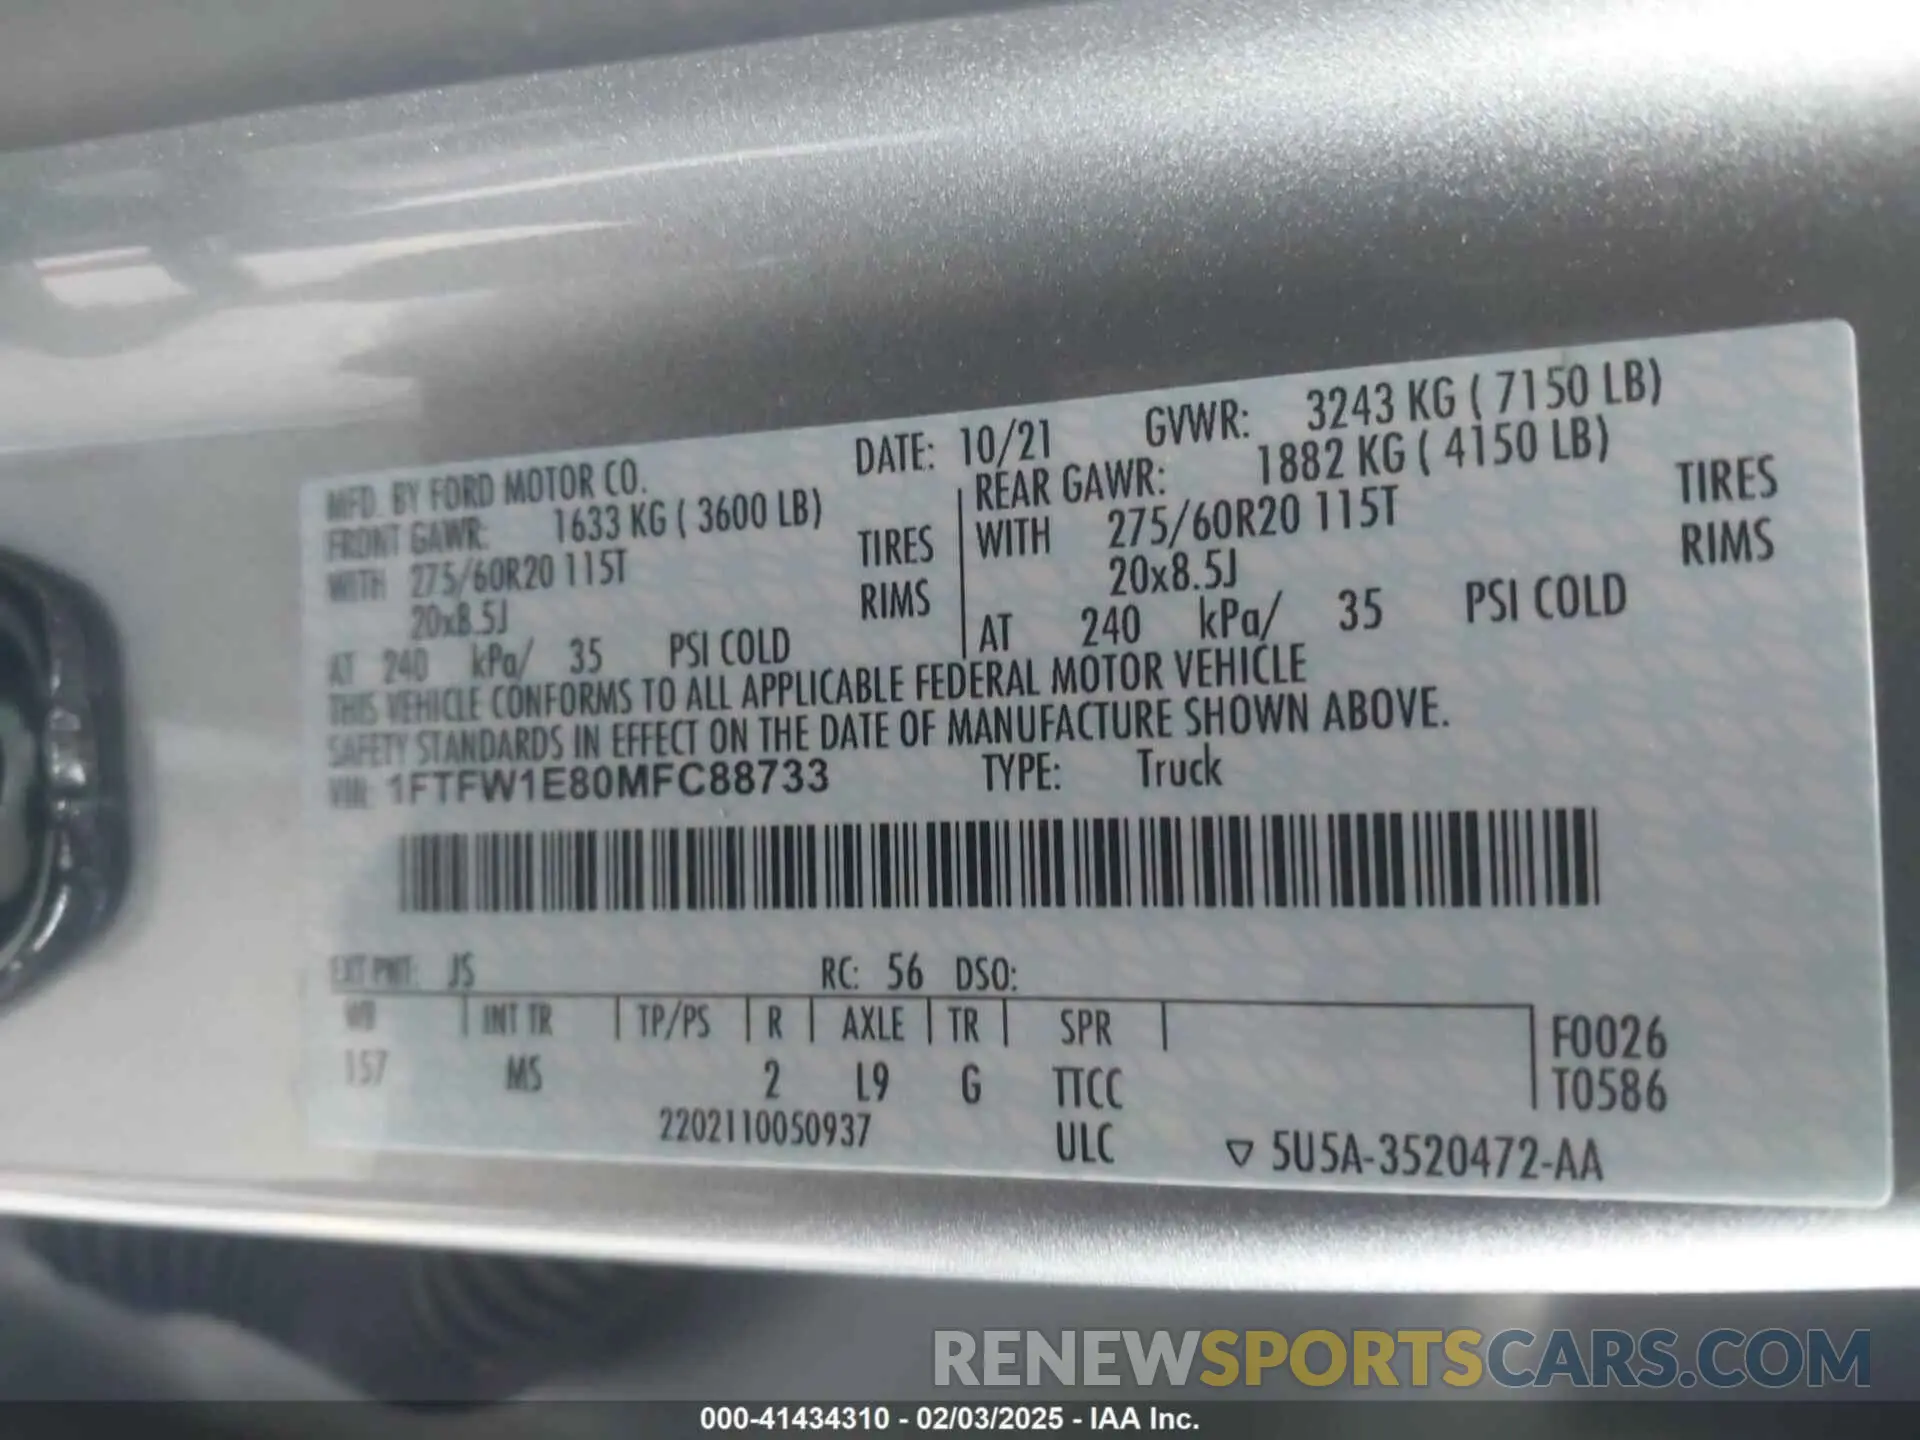 MFD. BY FORD MOTOR CO. DATE: 10/21 GVWR: 3243 KG ( 7150 LB)
FRONT GAWR: 1633 KG ( 3600 LB) REAR GAWR: 1882 KG ( 4150 LB)
WITH 275/60R20 115T TIRES WITH 275/60R20 115T TIRES
20x8.5J RIMS 20x8.5J RIMS
AT 240 kPa/ 35 PSI COLD AT 240 kPa/ 35 PSI COLD
THIS VEHICLE CONFORMS TO ALL APPLICABLE FEDERAL MOTOR VEHICLE
SAFETY STANDARDS IN EFFECT ON THE DATE OF MANUFACTURE SHOWN ABOVE.
VIN: 1FTFW1E80MFC88733 TYPE: Truck
EXT PNT: JS RC: 56 DSO:
WB INT TR TP/PS R AXLE TR SPR F0026
157 MS 2 L9 G TTCC T0586
2202110050937 ULC ▽ 5U5A-3520472-AA
RENEWSPORTSCARS.COM
000-41434310 - 02/03/2025 - IAA Inc.